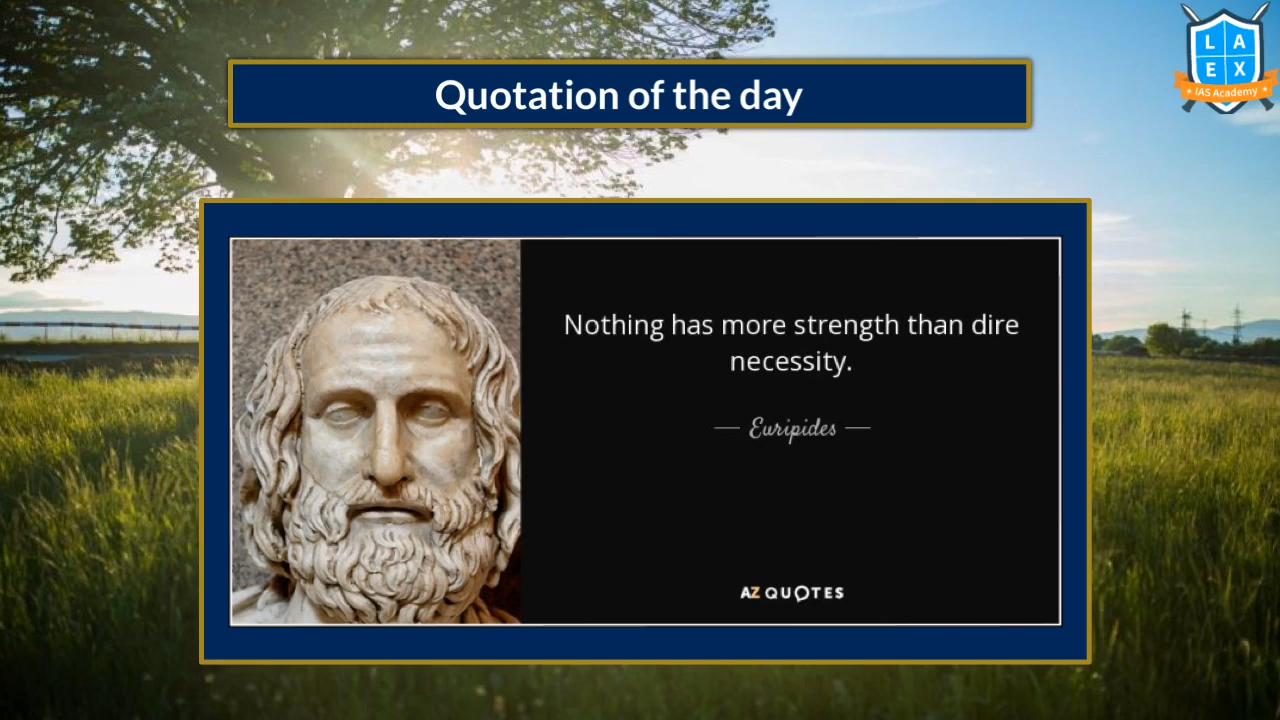 L A
E X
IAS Academy
Quotation of the day
Nothing has more strength than dire
necessity.
— Euripides —
AZ QUOTES